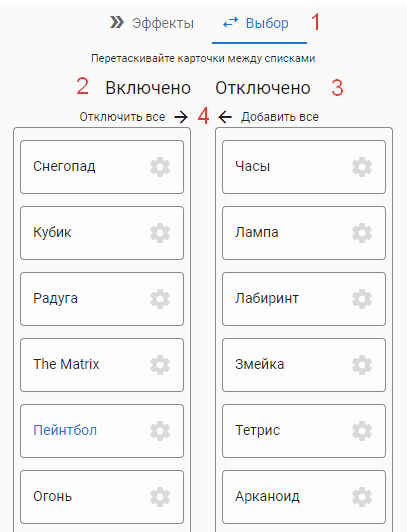 Эффекты Выбор 1
Перетаскивайте карточки между списками
2 Включено Отключено 3
Отключить все 4 Добавить все
Снегопад Часы
Кубик Лампа
Радуга Лабиринт
The Matrix Змейка
Пейнтбол Тетрис
Огонь Арканоид